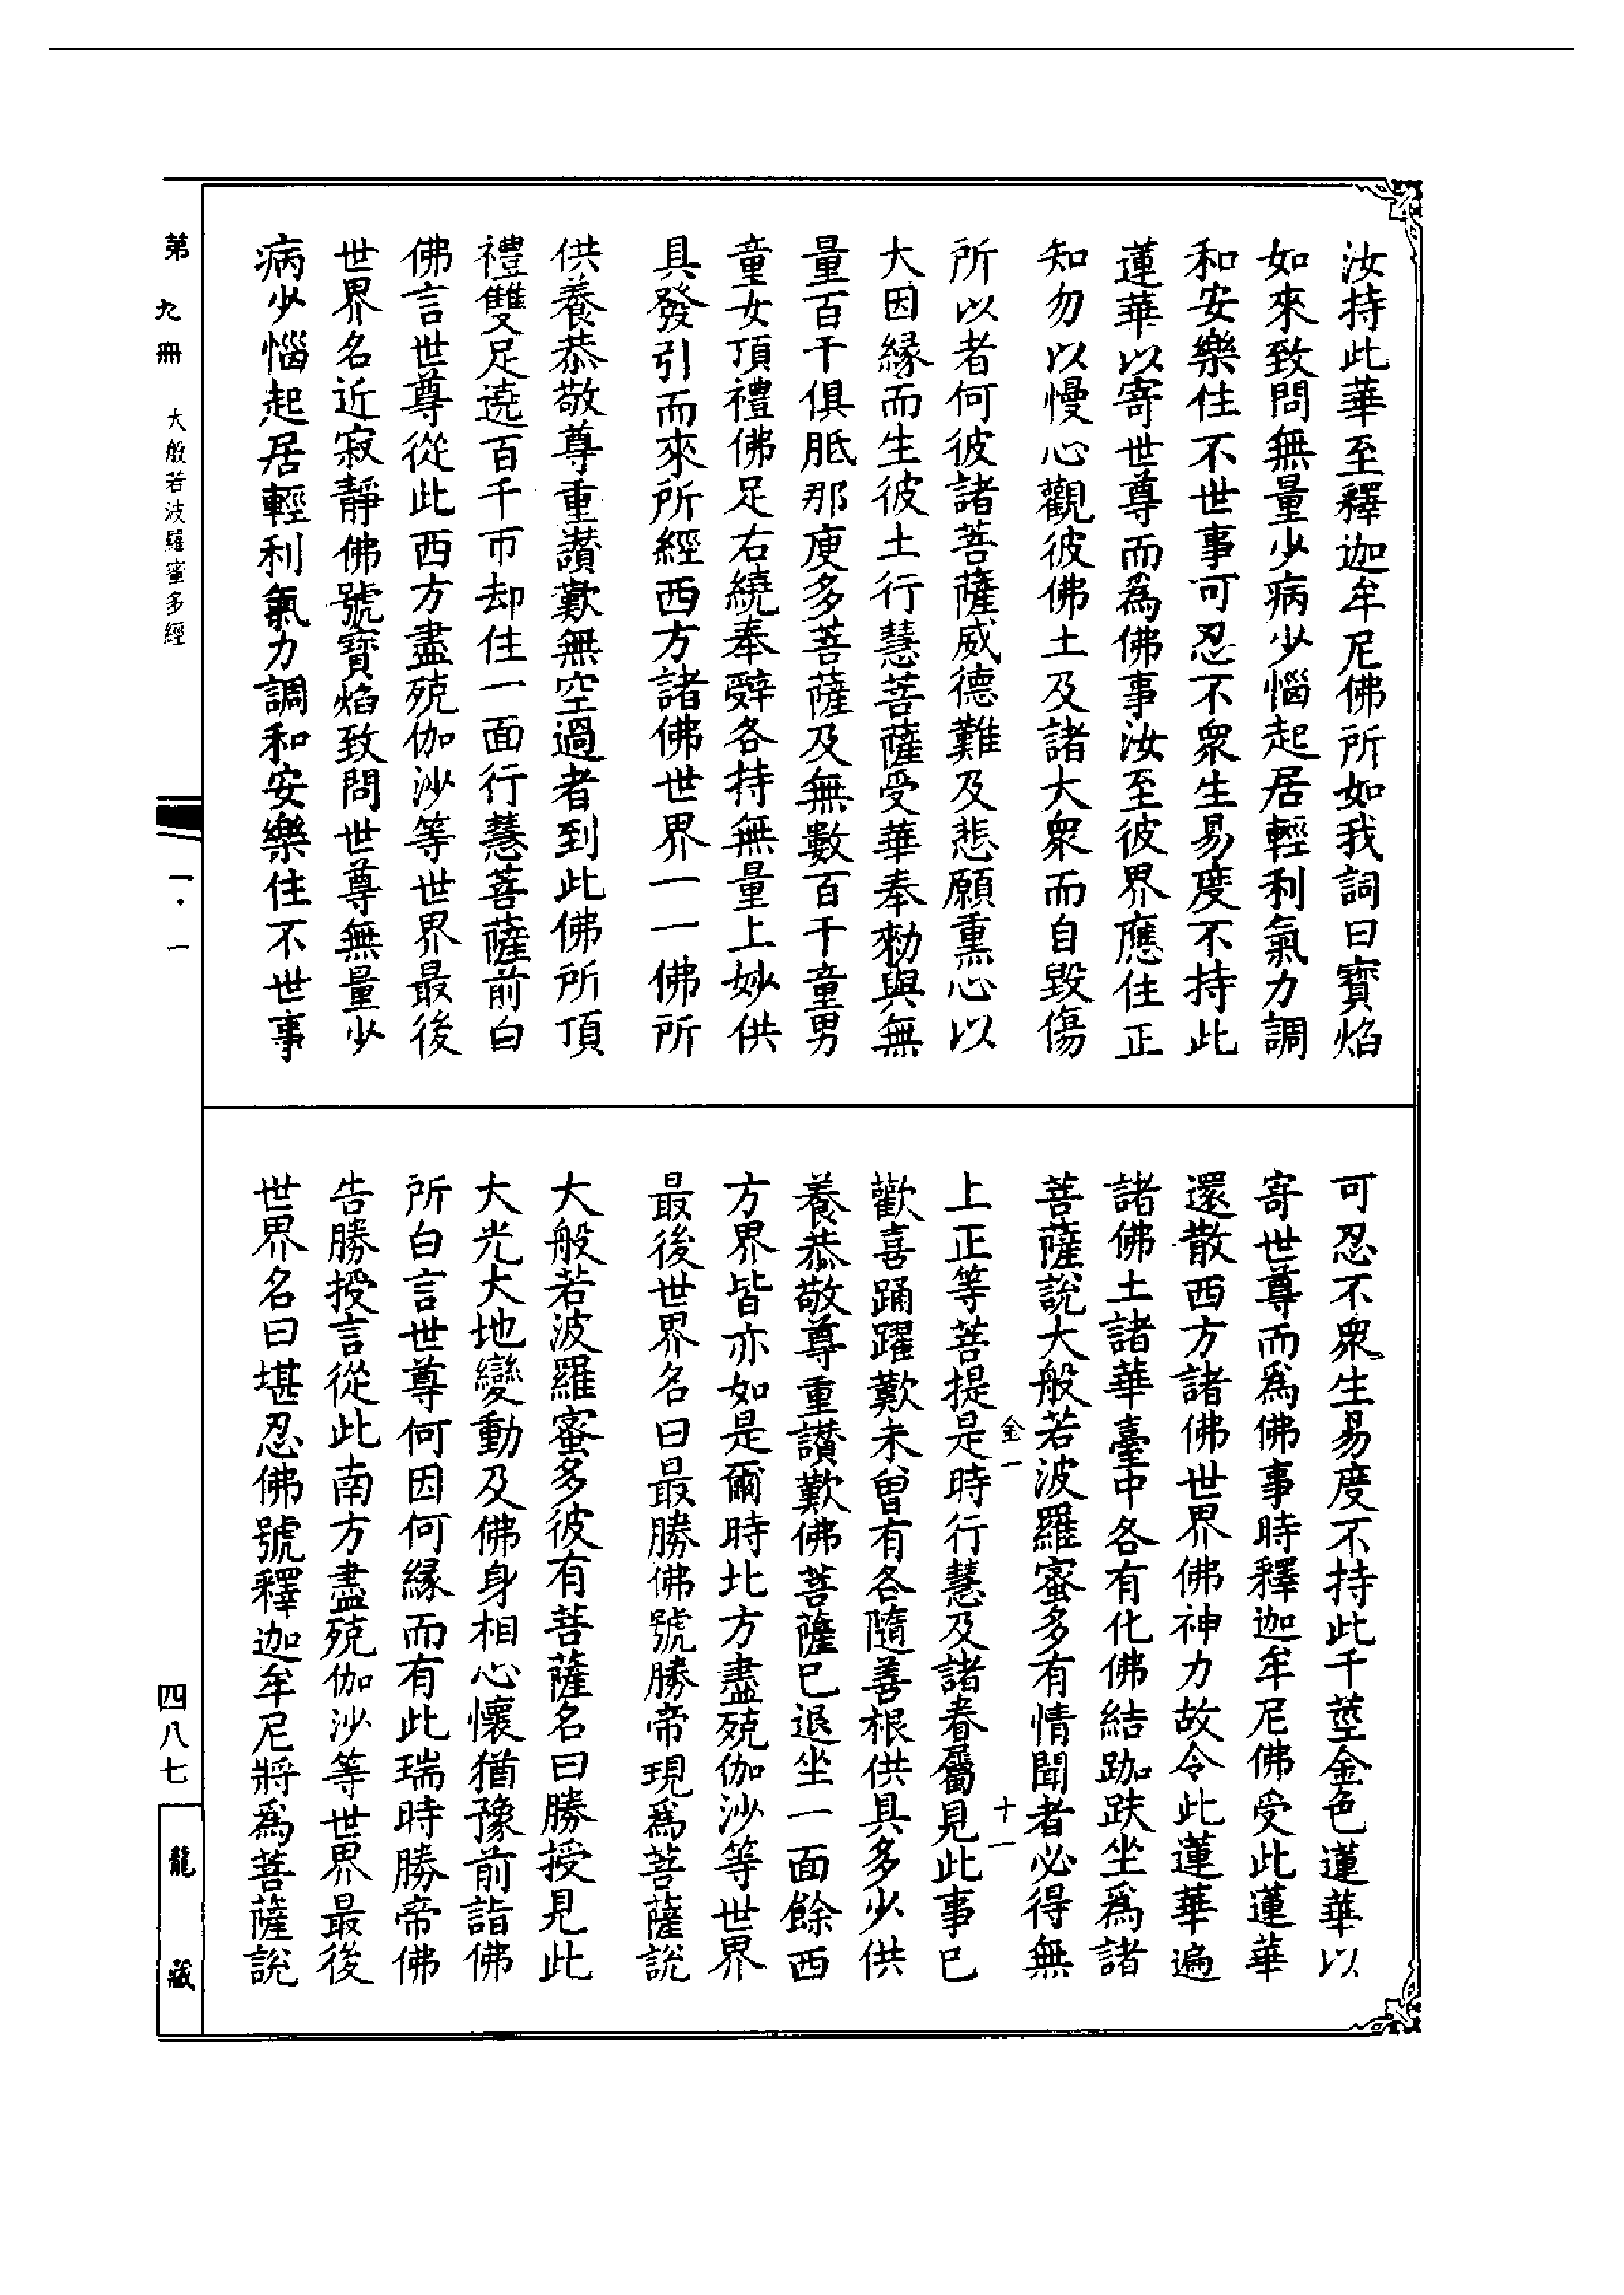 汝持此華至釋迦牟尼佛所如我詞曰寶焰
如來致問無量少病少惱起居輕利氣力調
和安樂住不世事可忍不衆生易度不持此
蓮華以寄世尊而爲佛事汝至彼界應住正
知勿以慢心觀彼佛土及諸大衆而自毀傷
所以者何彼諸菩薩威德難及悲願熏心以
大因緣而生彼土行慧菩薩受華奉勅與無
量百千俱胝那庾多菩薩及無數百千童男
童女頂禮佛足右繞奉辭各持無量上妙供
具發引而來所經西方諸佛世界一一佛所
供養恭敬尊重讚歎無空過者到此佛所頂
禮雙足遶百千帀却住一面行慧菩薩前白
佛言世尊從此西方盡殑伽沙等世界最後
世界名近寂靜佛號寶焰致問世尊無量少
病少惱起居輕利氣力調和安樂住不世事
可忍不衆生易度不持此千莖金色蓮華以
寄世尊而爲佛事時釋迦牟尼佛受此蓮華
還散西方諸佛世界佛神力故令此蓮華遍
諸佛土諸華臺中各有化佛結跏趺坐爲諸
菩薩說大般若波羅蜜多有情聞者必得無
金一 十一
上正等菩提是時行慧及諸眷屬見此事已
歡喜踊躍歎未曾有各隨善根供具多少供
養恭敬尊重讚歎佛菩薩已退坐一面餘西
方界皆亦如是爾時北方盡殑伽沙等世界
最後世界名曰最勝佛號勝帝現爲菩薩說
大般若波羅蜜多彼有菩薩名曰勝授見此
大光大地變動及佛身相心懷猶豫前詣佛
所白言世尊何因何緣而有此瑞時勝帝佛
告勝授言從此南方盡殑伽沙等世界最後
世界名曰堪忍佛號釋迦牟尼將爲菩薩說
第九冊 大般若波羅蜜多經
一·一
四八七
龍藏